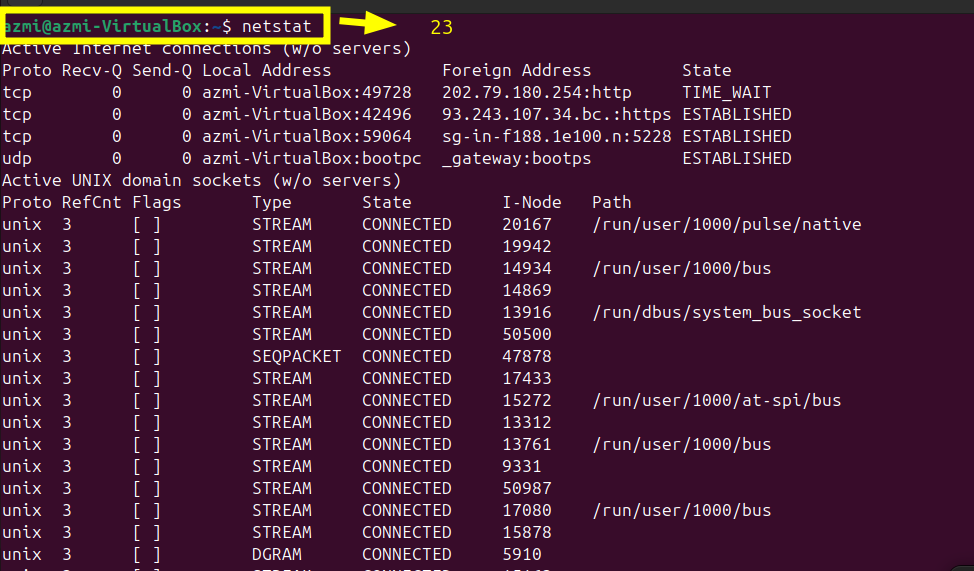 azmi@azmi-VirtualBox:~$ netstat 23
Active Internet connections (w/o servers)
Proto Recv-Q Send-Q Local Address Foreign Address State
tcp 0 0 azmi-VirtualBox:49728 202.79.180.254:http TIME_WAIT
tcp 0 0 azmi-VirtualBox:42496 93.243.107.34.bc.:https ESTABLISHED
tcp 0 0 azmi-VirtualBox:59064 sg-in-f188.1e100.n:5228 ESTABLISHED
udp 0 0 azmi-VirtualBox:bootpc _gateway:bootps ESTABLISHED
Active UNIX domain sockets (w/o servers)
Proto RefCnt Flags Type State I-Node Path
unix 3 [ ] STREAM CONNECTED 20167 /run/user/1000/pulse/native
unix 3 [ ] STREAM CONNECTED 19942
unix 3 [ ] STREAM CONNECTED 14934 /run/user/1000/bus
unix 3 [ ] STREAM CONNECTED 14869
unix 3 [ ] STREAM CONNECTED 13916 /run/dbus/system_bus_socket
unix 3 [ ] STREAM CONNECTED 50500
unix 3 [ ] SEQPACKET CONNECTED 47878
unix 3 [ ] STREAM CONNECTED 17433
unix 3 [ ] STREAM CONNECTED 15272 /run/user/1000/at-spi/bus
unix 3 [ ] STREAM CONNECTED 13312
unix 3 [ ] STREAM CONNECTED 13761 /run/user/1000/bus
unix 3 [ ] STREAM CONNECTED 9331
unix 3 [ ] STREAM CONNECTED 50987
unix 3 [ ] STREAM CONNECTED 17080 /run/user/1000/bus
unix 3 [ ] STREAM CONNECTED 15878
unix 3 [ ] DGRAM CONNECTED 5910